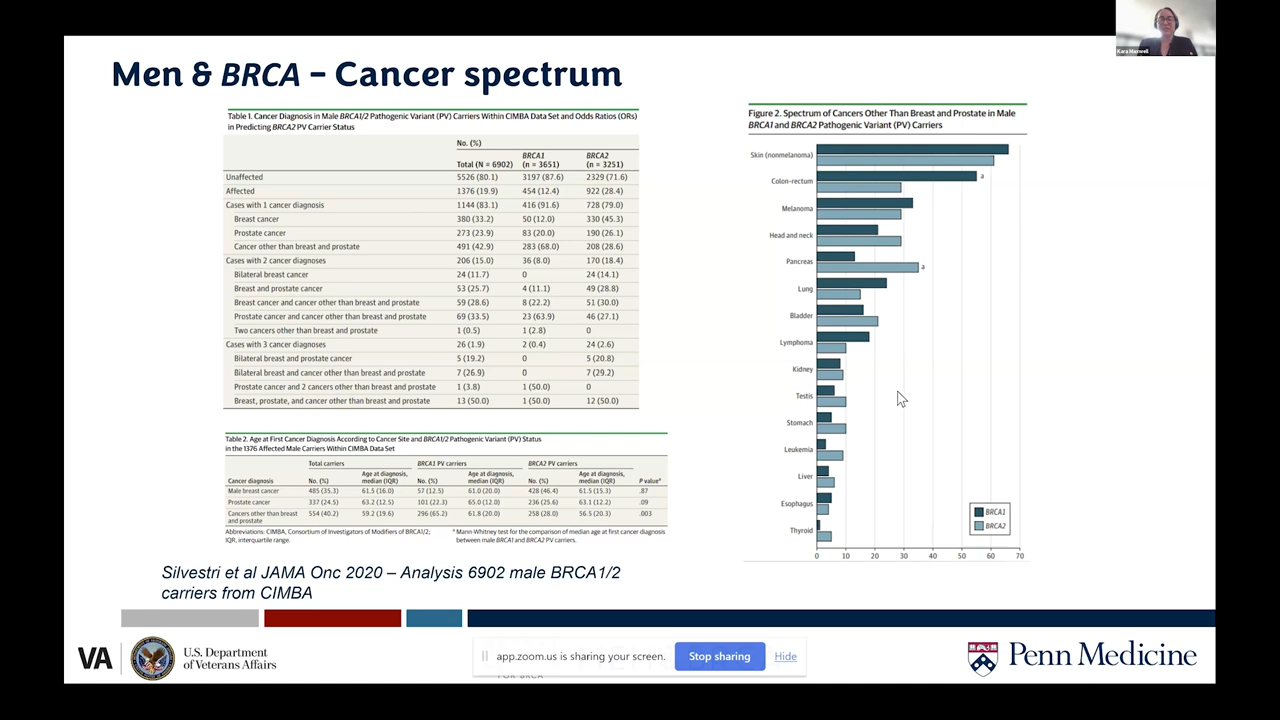 Kara Maxwell
Men & BRCA – Cancer spectrum
Table 1. Cancer Diagnosis in Male BRCA1/2 Pathogenic Variant (PV) Carriers Within CIMBA Data Set and Odds Ratios (ORs)
in Predicting BRCA2 PV Carrier Status
No. (%)
Total (N = 6902) BRCA1 (n = 3651) BRCA2 (n = 3251)
Unaffected 5526 (80.1) 3197 (87.6) 2329 (71.6)
Affected 1376 (19.9) 454 (12.4) 922 (28.4)
Cases with 1 cancer diagnosis 1144 (83.1) 416 (91.6) 728 (79.0)
Breast cancer 380 (33.2) 50 (12.0) 330 (45.3)
Prostate cancer 273 (23.9) 83 (20.0) 190 (26.1)
Cancer other than breast and prostate 491 (42.9) 283 (68.0) 208 (28.6)
Cases with 2 cancer diagnoses 206 (15.0) 36 (8.0) 170 (18.4)
Bilateral breast cancer 24 (11.7) 0 24 (14.1)
Breast and prostate cancer 53 (25.7) 4 (11.1) 49 (28.8)
Breast cancer and cancer other than breast and prostate 59 (28.6) 8 (22.2) 51 (30.0)
Prostate cancer and cancer other than breast and prostate 69 (33.5) 23 (63.9) 46 (27.1)
Two cancers other than breast and prostate 1 (0.5) 1 (2.8) 0
Cases with 3 cancer diagnoses 26 (1.9) 2 (0.4) 24 (2.6)
Bilateral breast and prostate cancer 5 (19.2) 0 5 (20.8)
Bilateral breast and cancer other than breast and prostate 7 (26.9) 0 7 (29.2)
Prostate cancer and 2 cancers other than breast and prostate 1 (3.8) 1 (50.0) 0
Breast, prostate, and cancer other than breast and prostate 13 (50.0) 1 (50.0) 12 (50.0)
Table 2. Age at First Cancer Diagnosis According to Cancer Site and BRCA1/2 Pathogenic Variant (PV) Status
in the 1376 Affected Male Carriers Within CIMBA Data Set
Total carriers BRCA1 PV carriers BRCA2 PV carriers
Cancer diagnosis No. (%) Age at diagnosis, median (IQR) No. (%) Age at diagnosis, median (IQR) No. (%) Age at diagnosis, median (IQR) P valueᵃ
Male breast cancer 485 (35.3) 61.5 (16.0) 57 (12.5) 61.0 (20.0) 428 (46.4) 61.5 (15.3) .87
Prostate cancer 337 (24.5) 63.2 (12.5) 101 (22.3) 65.0 (12.0) 236 (25.6) 63.1 (12.2) .09
Cancers other than breast and prostate 554 (40.2) 59.2 (19.6) 296 (65.2) 61.8 (20.0) 258 (28.0) 56.5 (20.3) .003
Abbreviations: CIMBA, Consortium of Investigators of Modifiers of BRCA1/2;
IQR, interquartile range.
ᵃ Mann-Whitney test for the comparison of median age at first cancer diagnosis
between male BRCA1 and BRCA2 PV carriers.
Silvestri et al JAMA Onc 2020 – Analysis 6902 male BRCA1/2
carriers from CIMBA
Figure 2. Spectrum of Cancers Other Than Breast and Prostate in Male
BRCA1 and BRCA2 Pathogenic Variant (PV) Carriers
Skin (nonmelanoma)
Colon-rectum a
Melanoma
Head and neck
Pancreas a
Lung
Bladder
Lymphoma
Kidney
Testis
Stomach
Leukemia
Liver
Esophagus
Thyroid
BRCA1
BRCA2
0 10 20 30 40 50 60 70
VA
U.S. Department
of Veterans Affairs
app.zoom.us is sharing your screen. Stop sharing Hide
FOR BRCA
Penn Medicine